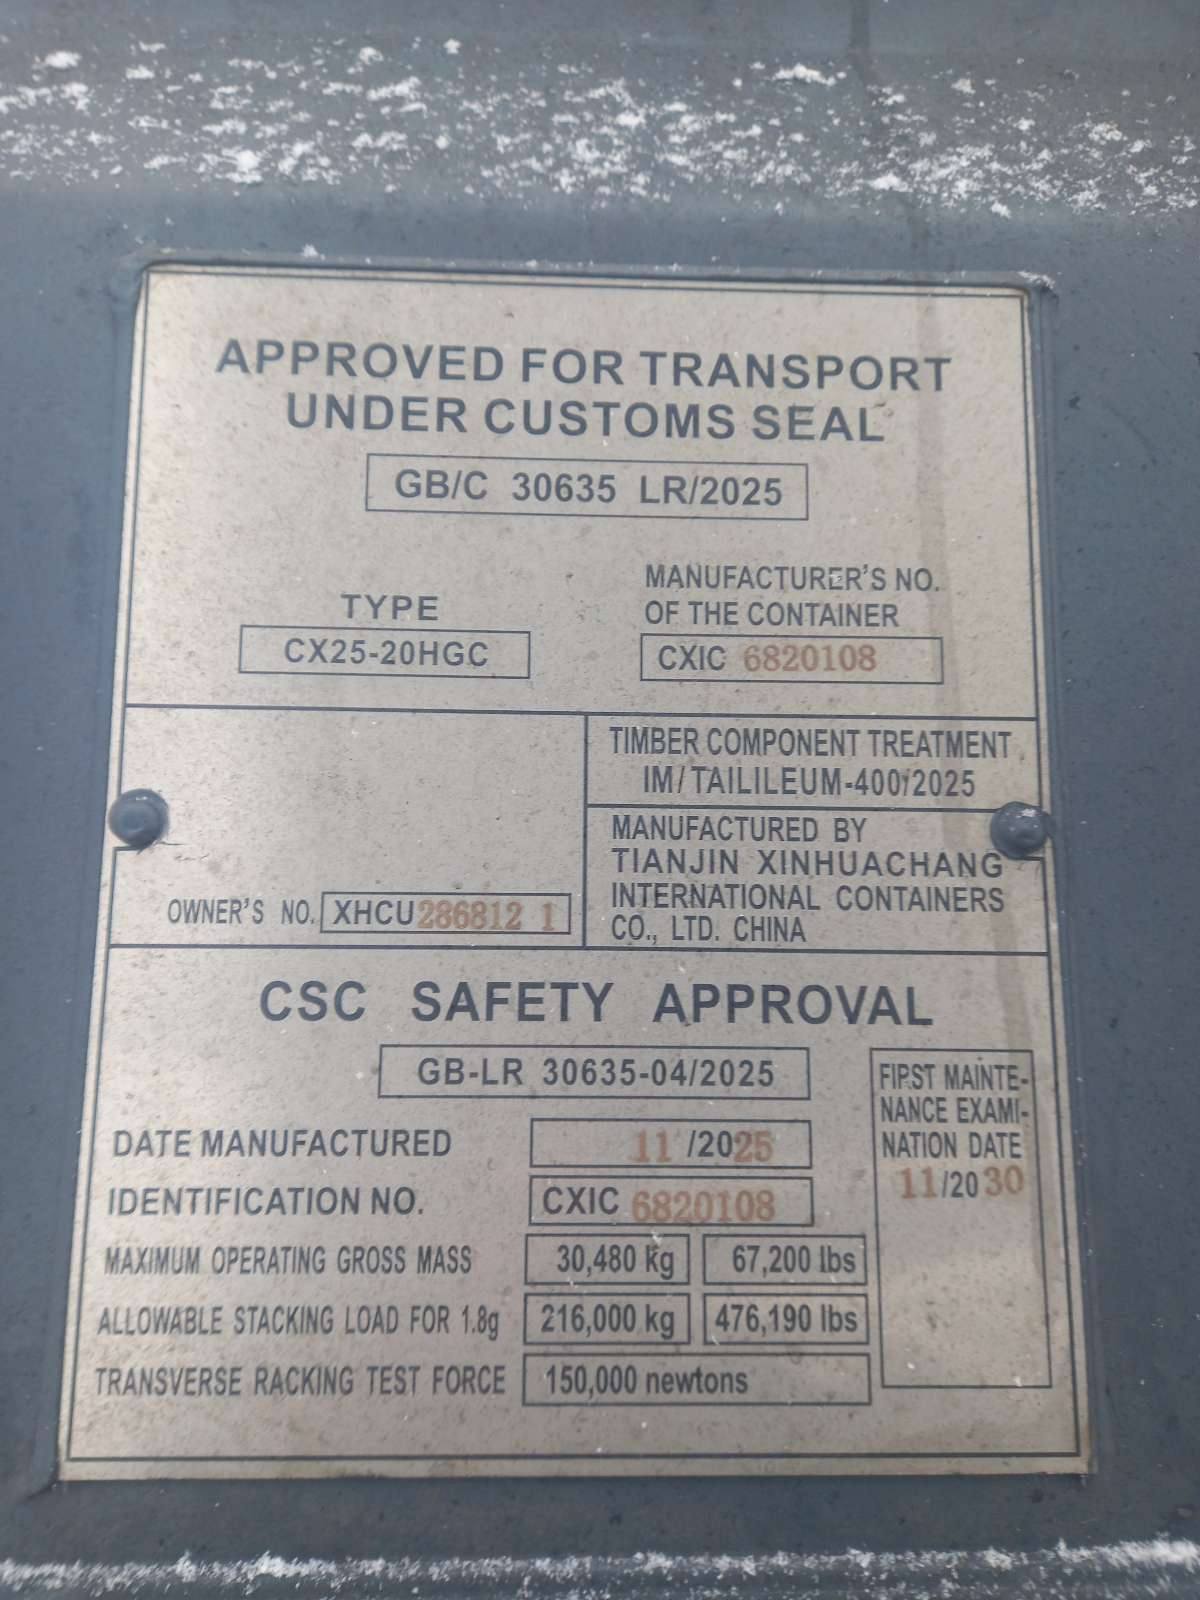 APPROVED FOR TRANSPORT
UNDER CUSTOMS SEAL
GB/C 30635 LR/2025
TYPE
CX25-20HGC
MANUFACTURER'S NO.
OF THE CONTAINER
CXIC 6820108
TIMBER COMPONENT TREATMENT
IM/TAILILEUM-400/2025
MANUFACTURED BY
TIANJIN XINHUACHANG
INTERNATIONAL CONTAINERS
CO., LTD. CHINA
OWNER'S NO. XHCU 286812 1
CSC SAFETY APPROVAL
GB-LR 30635-04/2025
DATE MANUFACTURED 11/2025
IDENTIFICATION NO. CXIC 6820108
MAXIMUM OPERATING GROSS MASS 30,480 kg 67,200 lbs
ALLOWABLE STACKING LOAD FOR 1.8g 216,000 kg 476,190 lbs
TRANSVERSE RACKING TEST FORCE 150,000 newtons
FIRST MAINTE-
NANCE EXAMI-
NATION DATE
11/2030